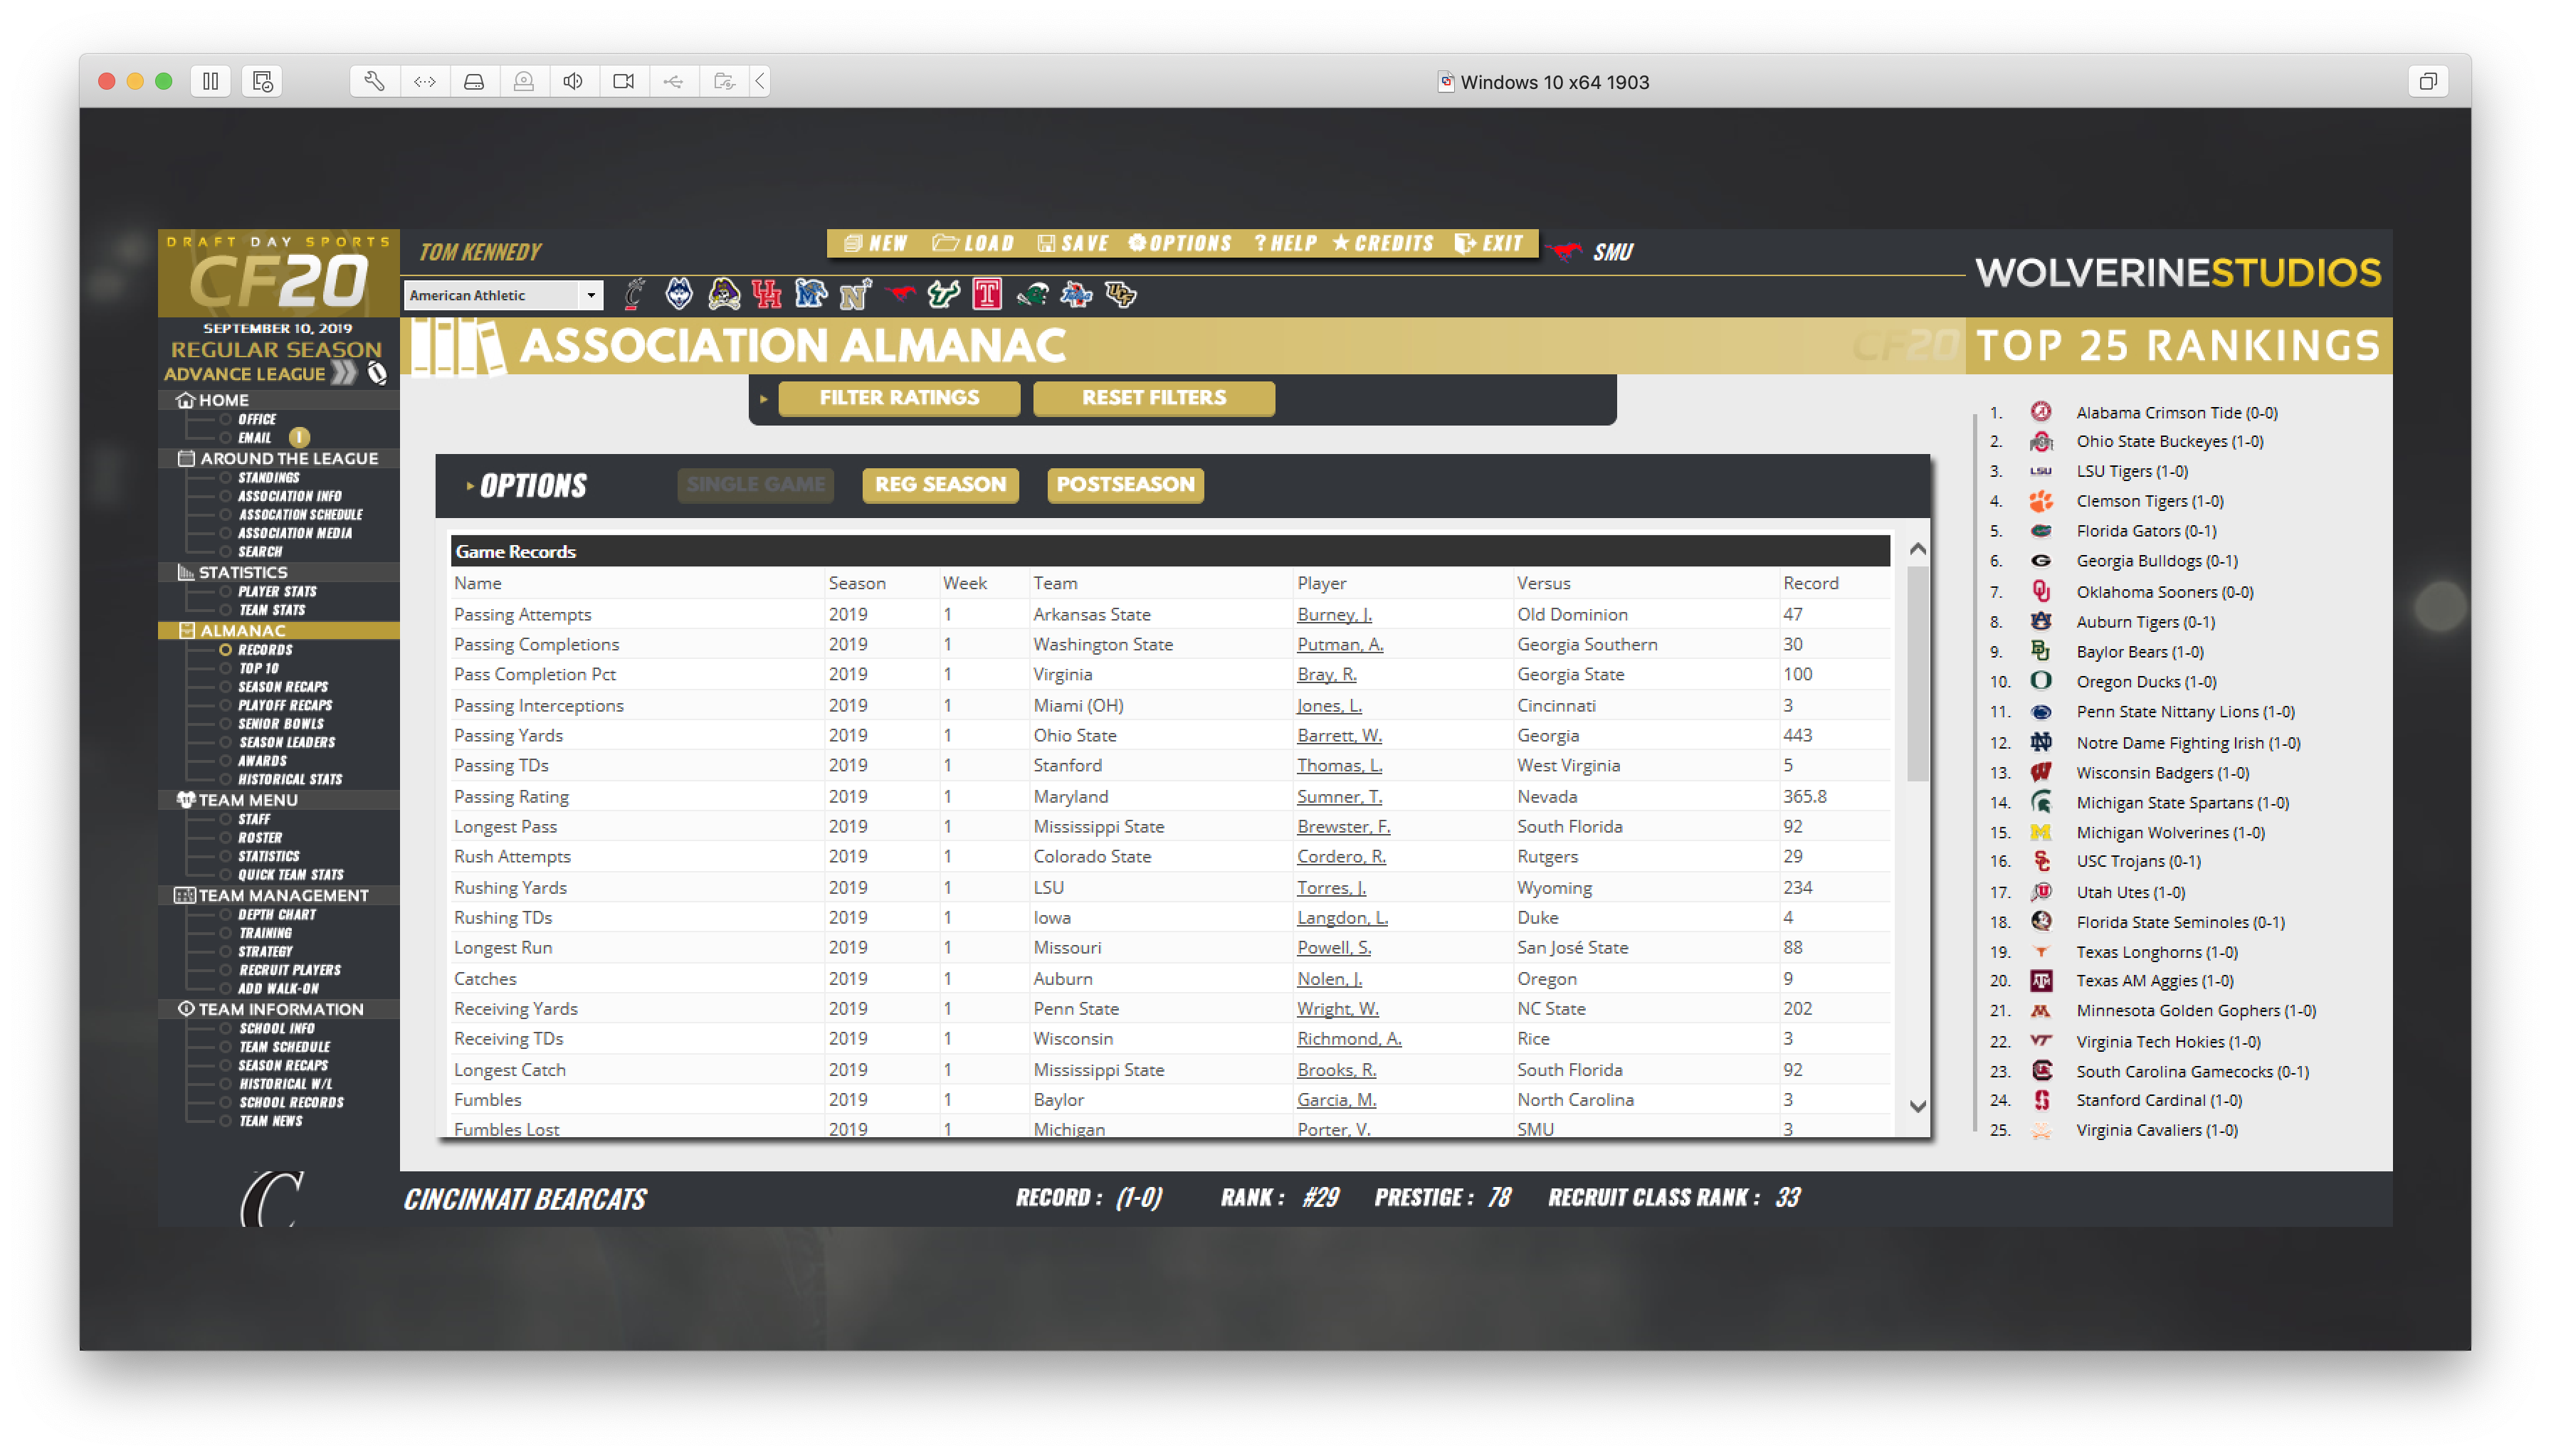 Windows 10 x64 1903
DRAFT DAY SPORTS
CF20
TOM KENNEDY
NEW LOAD SAVE OPTIONS ? HELP CREDITS EXIT
SMU
WOLVERINESTUDIOS
American Athletic
SEPTEMBER 10, 2019
REGULAR SEASON
ADVANCE LEAGUE
ASSOCIATION ALMANAC
CF20
TOP 25 RANKINGS
FILTER RATINGS RESET FILTERS
HOME
OFFICE
EMAIL 1
AROUND THE LEAGUE
STANDINGS
ASSOCIATION INFO
ASSOCATION SCHEDULE
ASSOCIATION MEDIA
SEARCH
STATISTICS
PLAYER STATS
TEAM STATS
ALMANAC
RECORDS
TOP 10
SEASON RECAPS
PLAYOFF RECAPS
SENIOR BOWLS
SEASON LEADERS
AWARDS
HISTORICAL STATS
TEAM MENU
STAFF
ROSTER
STATISTICS
QUICK TEAM STATS
TEAM MANAGEMENT
DEPTH CHART
TRAINING
STRATEGY
RECRUIT PLAYERS
ADD WALK-ON
TEAM INFORMATION
SCHOOL INFO
TEAM SCHEDULE
SEASON RECAPS
HISTORICAL W/L
SCHOOL RECORDS
TEAM NEWS
OPTIONS SINGLE GAME REG SEASON POSTSEASON
Game Records
Name Season Week Team Player Versus Record
Passing Attempts 2019 1 Arkansas State Burney, J. Old Dominion 47
Passing Completions 2019 1 Washington State Putman, A. Georgia Southern 30
Pass Completion Pct 2019 1 Virginia Bray, R. Georgia State 100
Passing Interceptions 2019 1 Miami (OH) Jones, L. Cincinnati 3
Passing Yards 2019 1 Ohio State Barrett, W. Georgia 443
Passing TDs 2019 1 Stanford Thomas, L. West Virginia 5
Passing Rating 2019 1 Maryland Sumner, T. Nevada 365.8
Longest Pass 2019 1 Mississippi State Brewster, F. South Florida 92
Rush Attempts 2019 1 Colorado State Cordero, R. Rutgers 29
Rushing Yards 2019 1 LSU Torres, J. Wyoming 234
Rushing TDs 2019 1 Iowa Langdon, L. Duke 4
Longest Run 2019 1 Missouri Powell, S. San José State 88
Catches 2019 1 Auburn Nolen, J. Oregon 9
Receiving Yards 2019 1 Penn State Wright, W. NC State 202
Receiving TDs 2019 1 Wisconsin Richmond, A. Rice 3
Longest Catch 2019 1 Mississippi State Brooks, R. South Florida 92
Fumbles 2019 1 Baylor Garcia, M. North Carolina 3
Fumbles Lost 2019 1 Michigan Porter, V. SMU 3
1. Alabama Crimson Tide (0-0)
2. Ohio State Buckeyes (1-0)
3. LSU LSU Tigers (1-0)
4. Clemson Tigers (1-0)
5. Florida Gators (0-1)
6. Georgia Bulldogs (0-1)
7. Oklahoma Sooners (0-0)
8. Auburn Tigers (0-1)
9. Baylor Bears (1-0)
10. Oregon Ducks (1-0)
11. Penn State Nittany Lions (1-0)
12. Notre Dame Fighting Irish (1-0)
13. Wisconsin Badgers (1-0)
14. Michigan State Spartans (1-0)
15. Michigan Wolverines (1-0)
16. USC Trojans (0-1)
17. Utah Utes (1-0)
18. Florida State Seminoles (0-1)
19. Texas Longhorns (1-0)
20. Texas AM Aggies (1-0)
21. Minnesota Golden Gophers (1-0)
22. Virginia Tech Hokies (1-0)
23. South Carolina Gamecocks (0-1)
24. Stanford Cardinal (1-0)
25. Virginia Cavaliers (1-0)
CINCINNATI BEARCATS RECORD : (1-0) RANK : #29 PRESTIGE : 78 RECRUIT CLASS RANK : 33